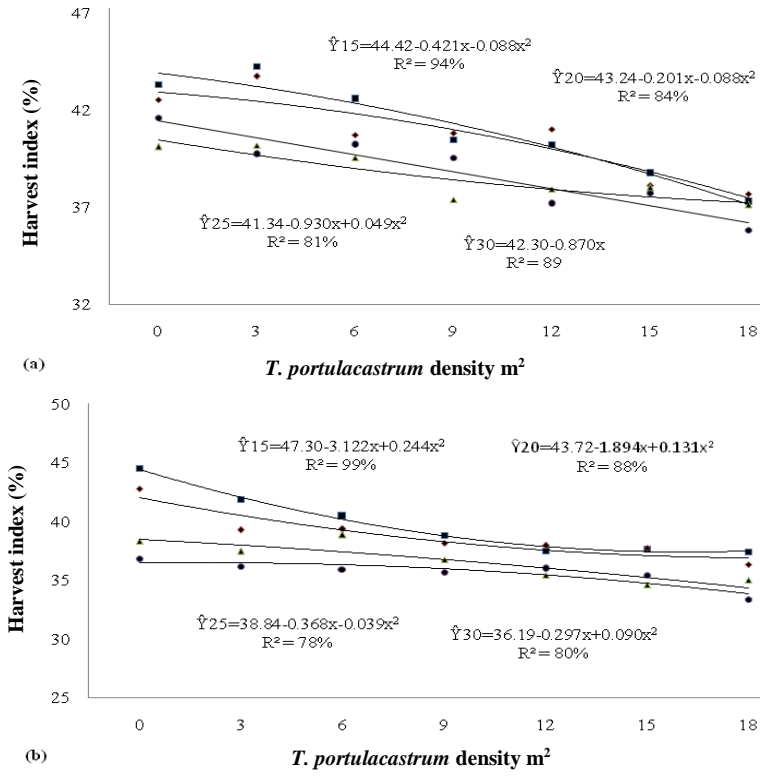 47
Ŷ15=44.42-0.421x-0.088x²
R² = 94%
Ŷ20=43.24-0.201x-0.088x²
R² = 84%
42
Harvest index (%)
37
Ŷ25=41.34-0.930x+0.049x²
R² = 81%
Ŷ30=42.30-0.870x
R² = 89
32
0 3 6 9 12 15 18
(a)
T. portulacastrum density m²
50
Ŷ15=47.30-3.122x+0.244x²
R² = 99%
Ŷ20=43.72-1.894x+0.131x²
R² = 88%
45
40
Harvest index (%)
35
Ŷ25=38.84-0.368x-0.039x²
R² = 78%
Ŷ30=36.19-0.297x+0.090x²
R² = 80%
30
25
0 3 6 9 12 15 18
(b)
T. portulacastrum density m²